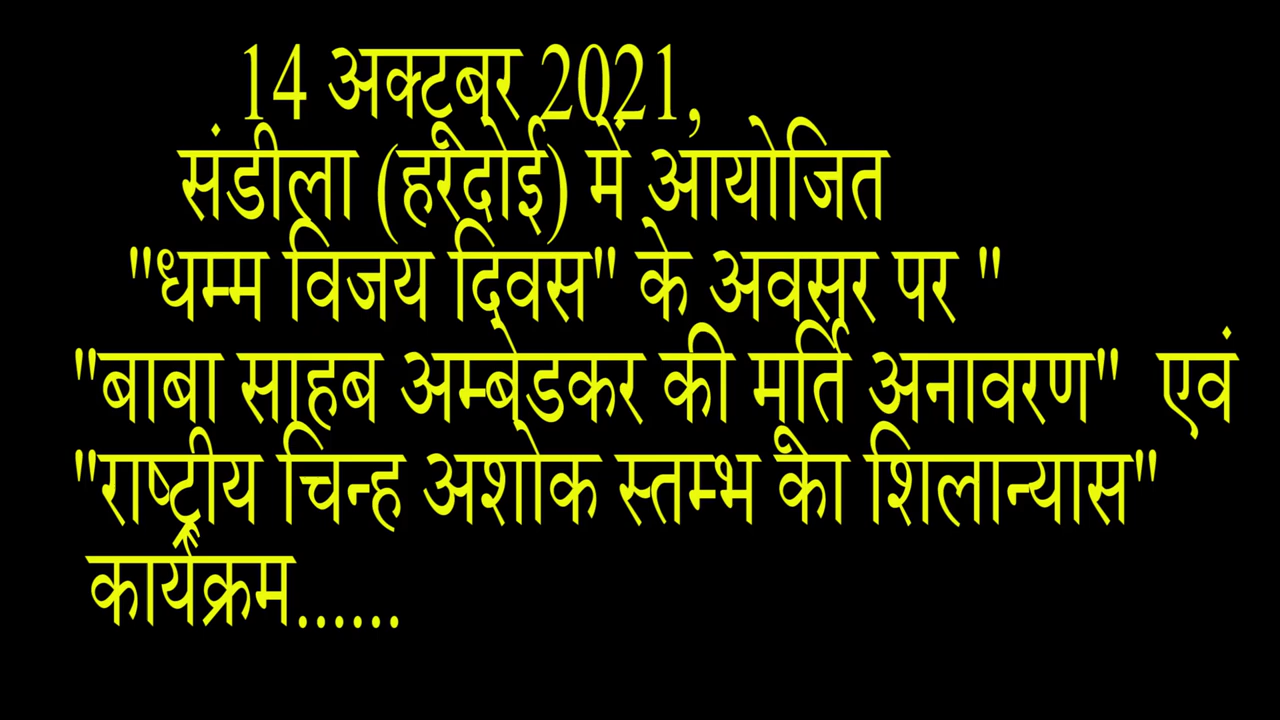 14 अक्टूबर 2021,
संडीला (हरदोई) में आयोजित
"धम्म विजय दिवस" के अवसर पर "
"बाबा साहब अम्बेडकर की मूर्ति अनावरण" एवं
"राष्ट्रीय चिन्ह अशोक स्तम्भ का शिलान्यास"
कार्यक्रम......